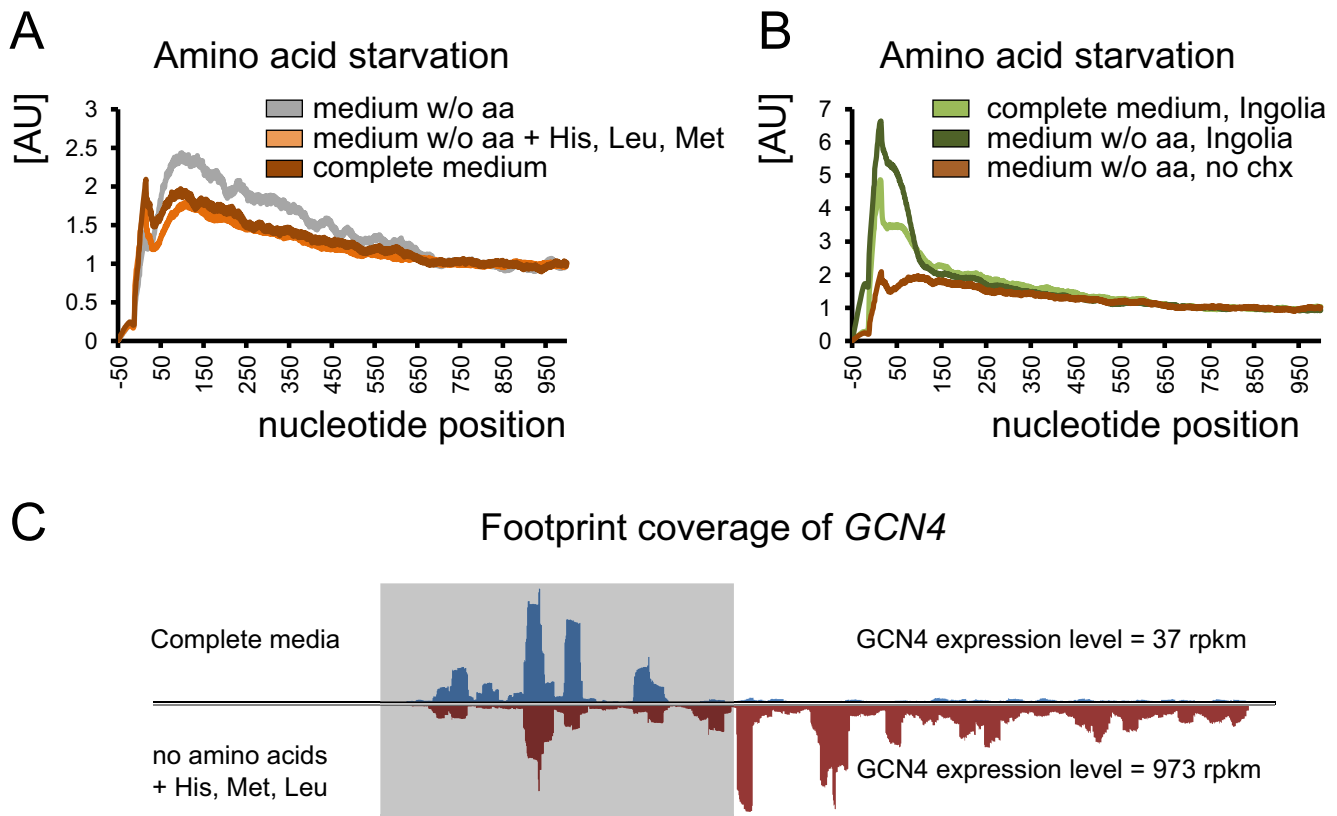 A
Amino acid starvation
[AU]
medium w/o aa
medium w/o aa + His, Leu, Met
complete medium
3
2.5
2
1.5
1
0.5
0
-50
50
150
250
350
450
550
650
750
850
950
nucleotide position
B
Amino acid starvation
[AU]
complete medium, Ingolia
medium w/o aa, Ingolia
medium w/o aa, no chx
7
6
5
4
3
2
1
0
-50
50
150
250
350
450
550
650
750
850
950
nucleotide position
C
Footprint coverage of GCN4
Complete media
GCN4 expression level = 37 rpkm
no amino acids
+ His, Met, Leu
GCN4 expression level = 973 rpkm